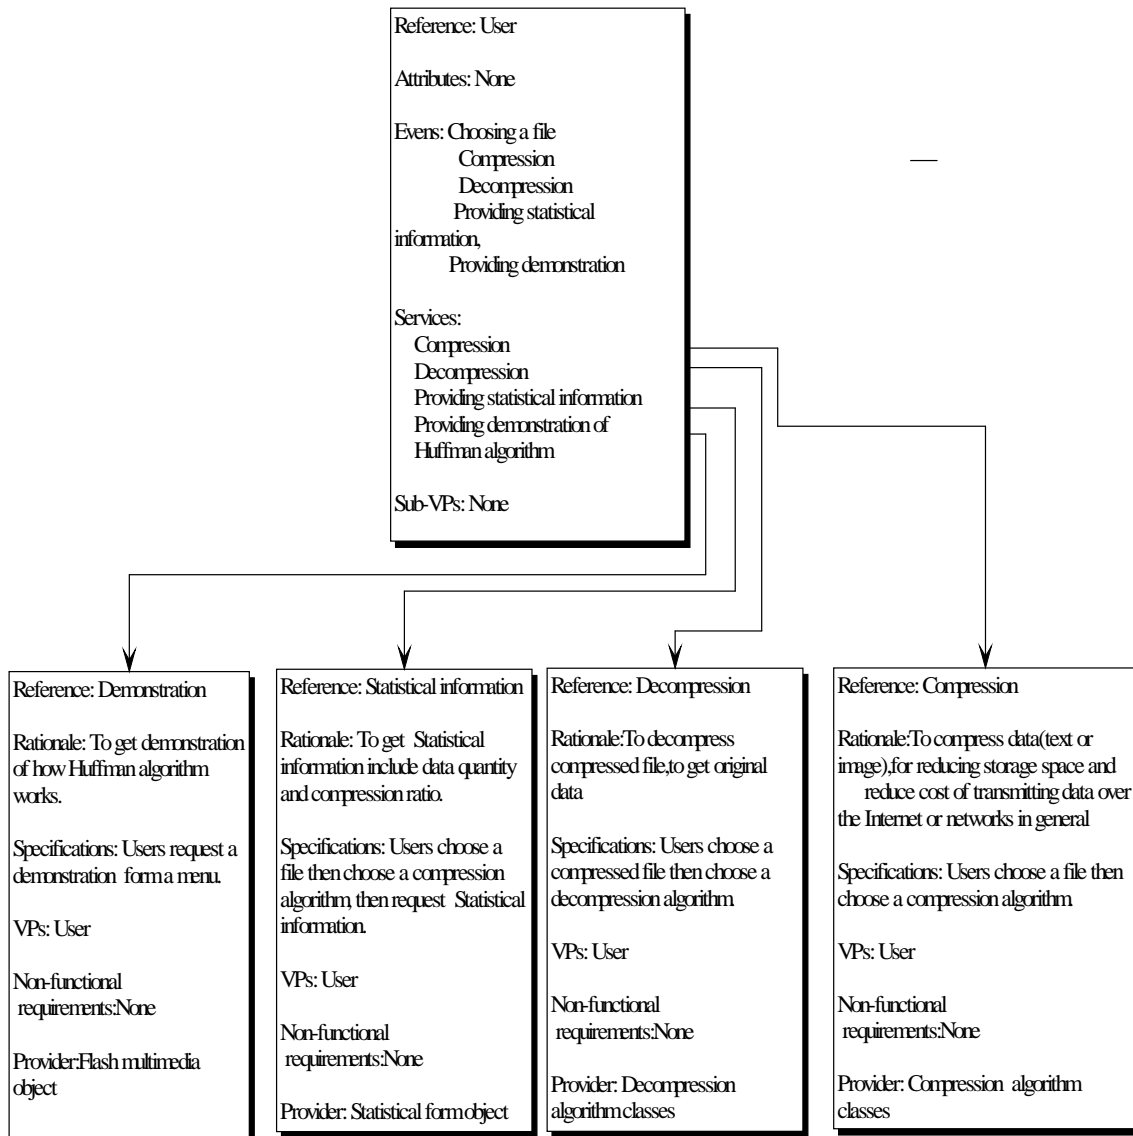 Reference: User
Attributes: None
Evens: Choosing a file
Compression
Decompression
Providing statistical
information,
Providing demonstration
Services:
Compression
Decompression
Providing statistical information
Providing demonstration of
Huffman algorithm
Sub-VPs: None
Reference: Demonstration
Rationale: To get demonstration
of how Huffman algorithm
works.
Specifications: Users request a
demonstration form a menu.
VPs: User
Non-functional
requirements:None
Provider:Flash multimedia
object
Reference: Statistical information
Rationale: To get Statistical
information include data quantity
and compression ratio.
Specifications: Users choose a
file then choose a compression
algorithm, then request Statistical
information.
VPs: User
Non-functional
requirements:None
Provider: Statistical form object
Reference: Decompression
Rationale:To decompress
compressed file,to get original
data
Specifications: Users choose a
compressed file then choose a
decompression algorithm.
VPs: User
Non-functional
requirements:None
Provider: Decompression
algorithm classes
Reference: Compression
Rationale:To compress data(text or
image),for reducing storage space and
reduce cost of transmitting data over
the Internet or networks in general
Specifications: Users choose a file then
choose a compression algorithm.
VPs: User
Non-functional
requirements:None
Provider: Compression algorithm
classes